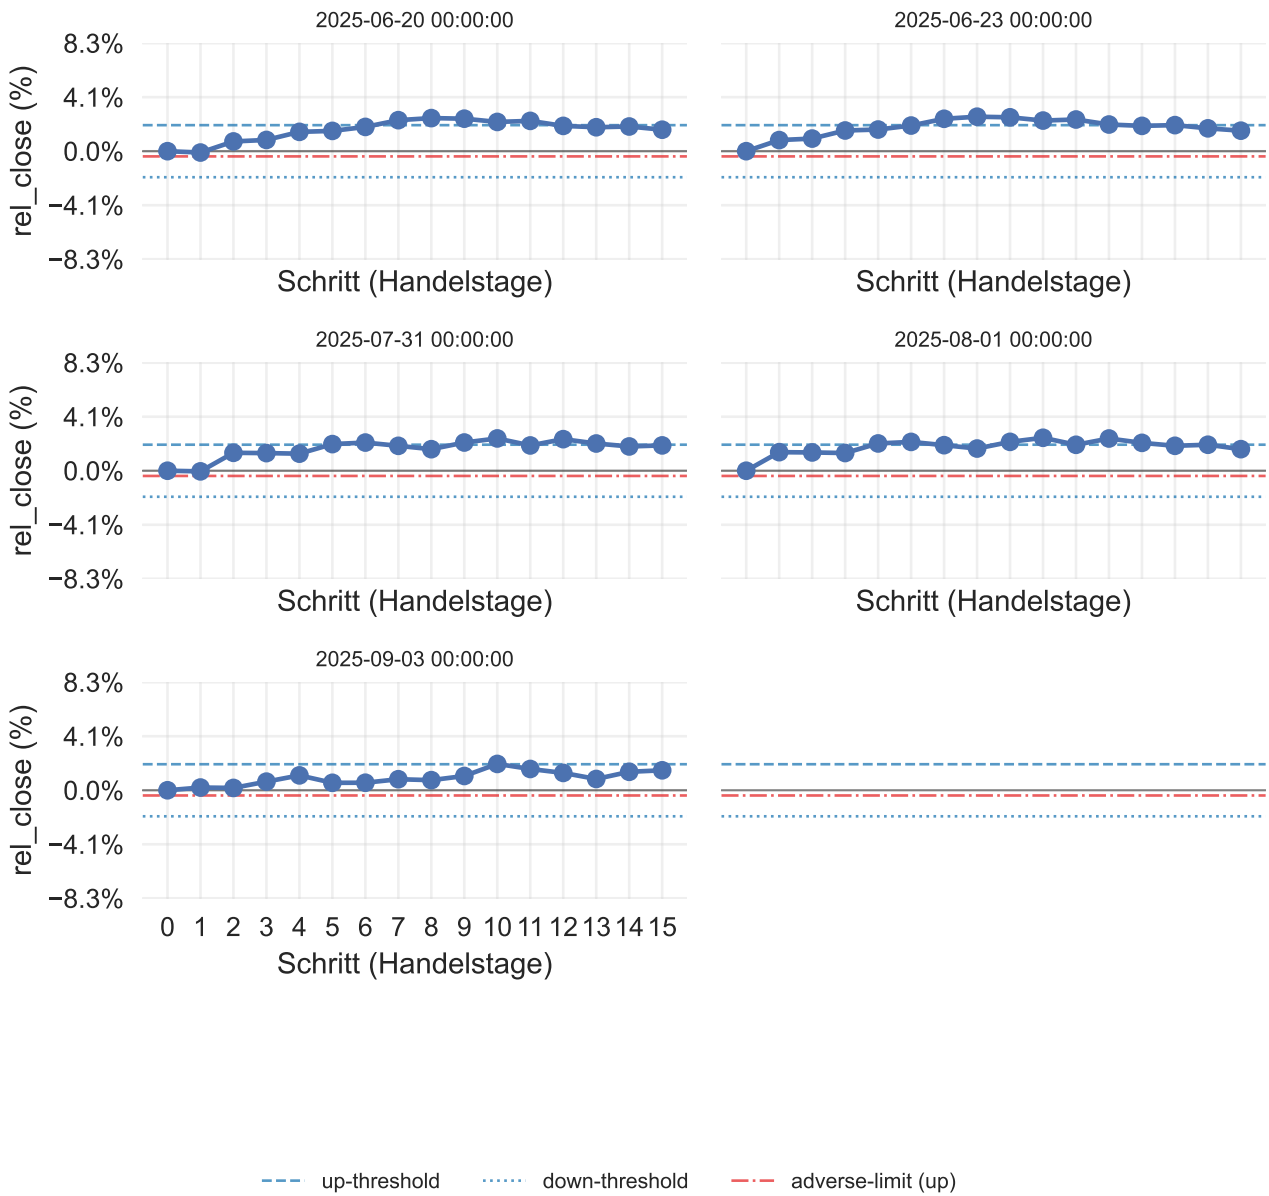 2025-06-20 00:00:00
2025-06-23 00:00:00
8.3%
4.1%
0.0%
−4.1%
−8.3%
rel_close (%)
Schritt (Handelstage)
Schritt (Handelstage)
2025-07-31 00:00:00
2025-08-01 00:00:00
8.3%
4.1%
0.0%
−4.1%
−8.3%
rel_close (%)
Schritt (Handelstage)
Schritt (Handelstage)
2025-09-03 00:00:00
8.3%
4.1%
0.0%
−4.1%
−8.3%
rel_close (%)
0 1 2 3 4 5 6 7 8 9 10 11 12 13 14 15
Schritt (Handelstage)
up-threshold down-threshold adverse-limit (up)